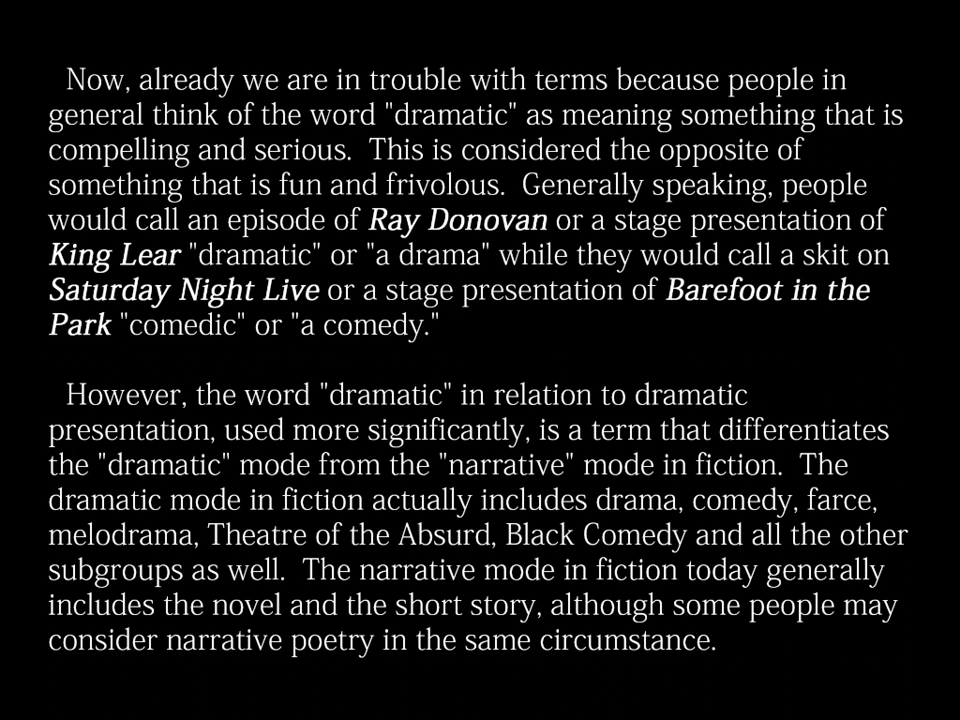 Now, already we are in trouble with terms because people in
general think of the word "dramatic" as meaning something that is
compelling and serious.  This is considered the opposite of
something that is fun and frivolous.  Generally speaking, people
would call an episode of Ray Donovan or a stage presentation of
King Lear "dramatic" or "a drama" while they would call a skit on
Saturday Night Live or a stage presentation of Barefoot in the
Park "comedic" or "a comedy."
However, the word "dramatic" in relation to dramatic
presentation, used more significantly, is a term that differentiates
the "dramatic" mode from the "narrative" mode in fiction.  The
dramatic mode in fiction actually includes drama, comedy, farce,
melodrama, Theatre of the Absurd, Black Comedy and all the other
subgroups as well.  The narrative mode in fiction today generally
includes the novel and the short story, although some people may
consider narrative poetry in the same circumstance.